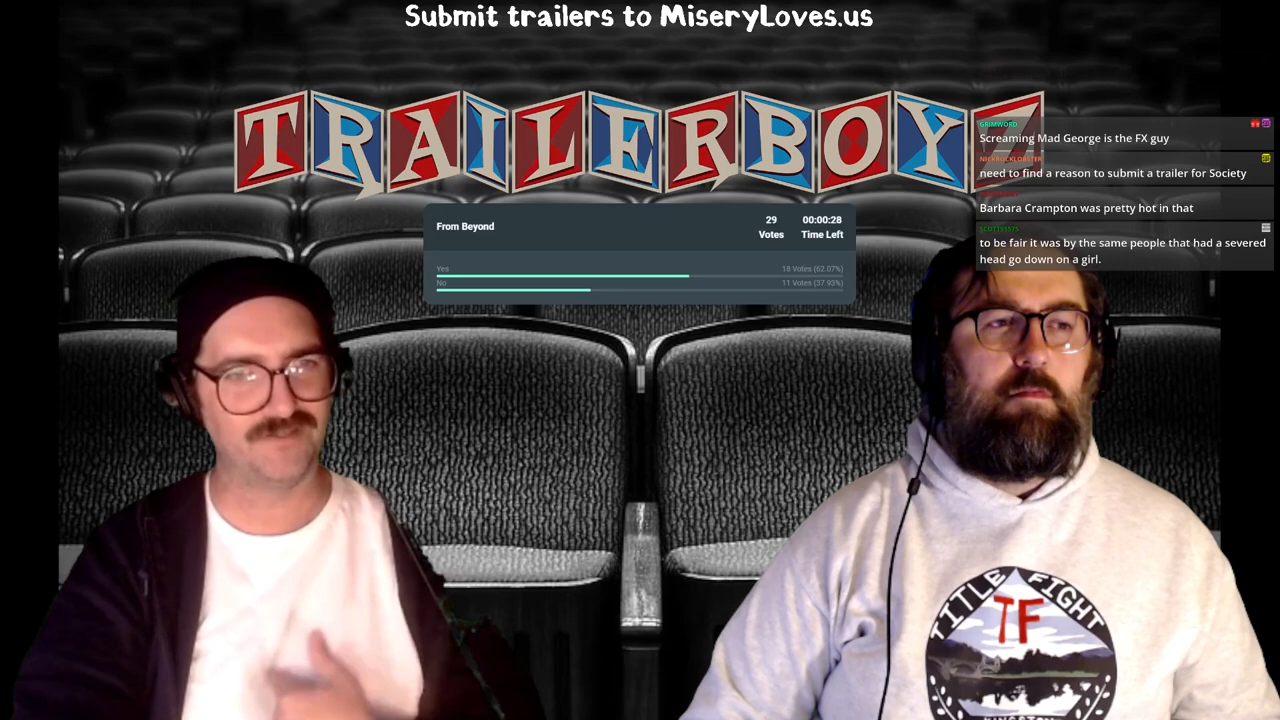 Submit trailers to MiseryLoves.us
TRAILERBOYZ
GRIMWORD
Screaming Mad George is the FX guy
NICKROCKLOBSTER
need to find a reason to submit a trailer for Society
Barbara Crampton was pretty hot in that
to be fair it was by the same people that had a severed
head go down on a girl.
From Beyond
29
Votes
00:00:28
Time Left
Yes
18 Votes (62.07%)
No
11 Votes (37.93%)
TITLE FIGHT
TF
KINGSTON